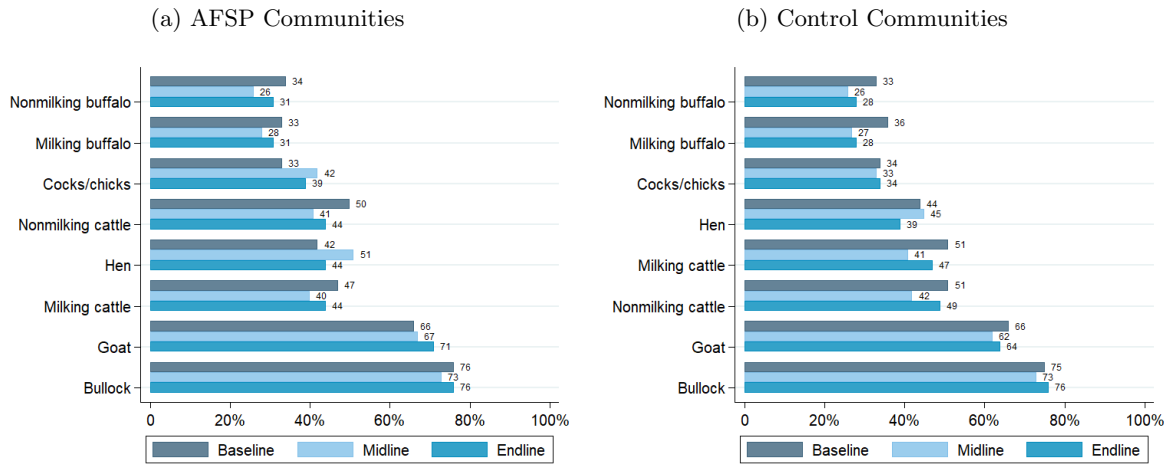 (a) AFSP Communities
Nonmilking buffalo 34 26 31
Milking buffalo 33 28 31
Cocks/chicks 33 42 39
Nonmilking cattle 50 41 44
Hen 42 51 44
Milking cattle 47 40 44
Goat 66 67 71
Bullock 76 73 76
0 20% 40% 60% 80% 100%
Baseline Midline Endline
(b) Control Communities
Nonmilking buffalo 33 26 28
Milking buffalo 36 27 28
Cocks/chicks 34 33 34
Hen 44 45 39
Milking cattle 51 41 47
Nonmilking cattle 51 42 49
Goat 66 62 64
Bullock 75 73 76
0 20% 40% 60% 80% 100%
Baseline Midline Endline